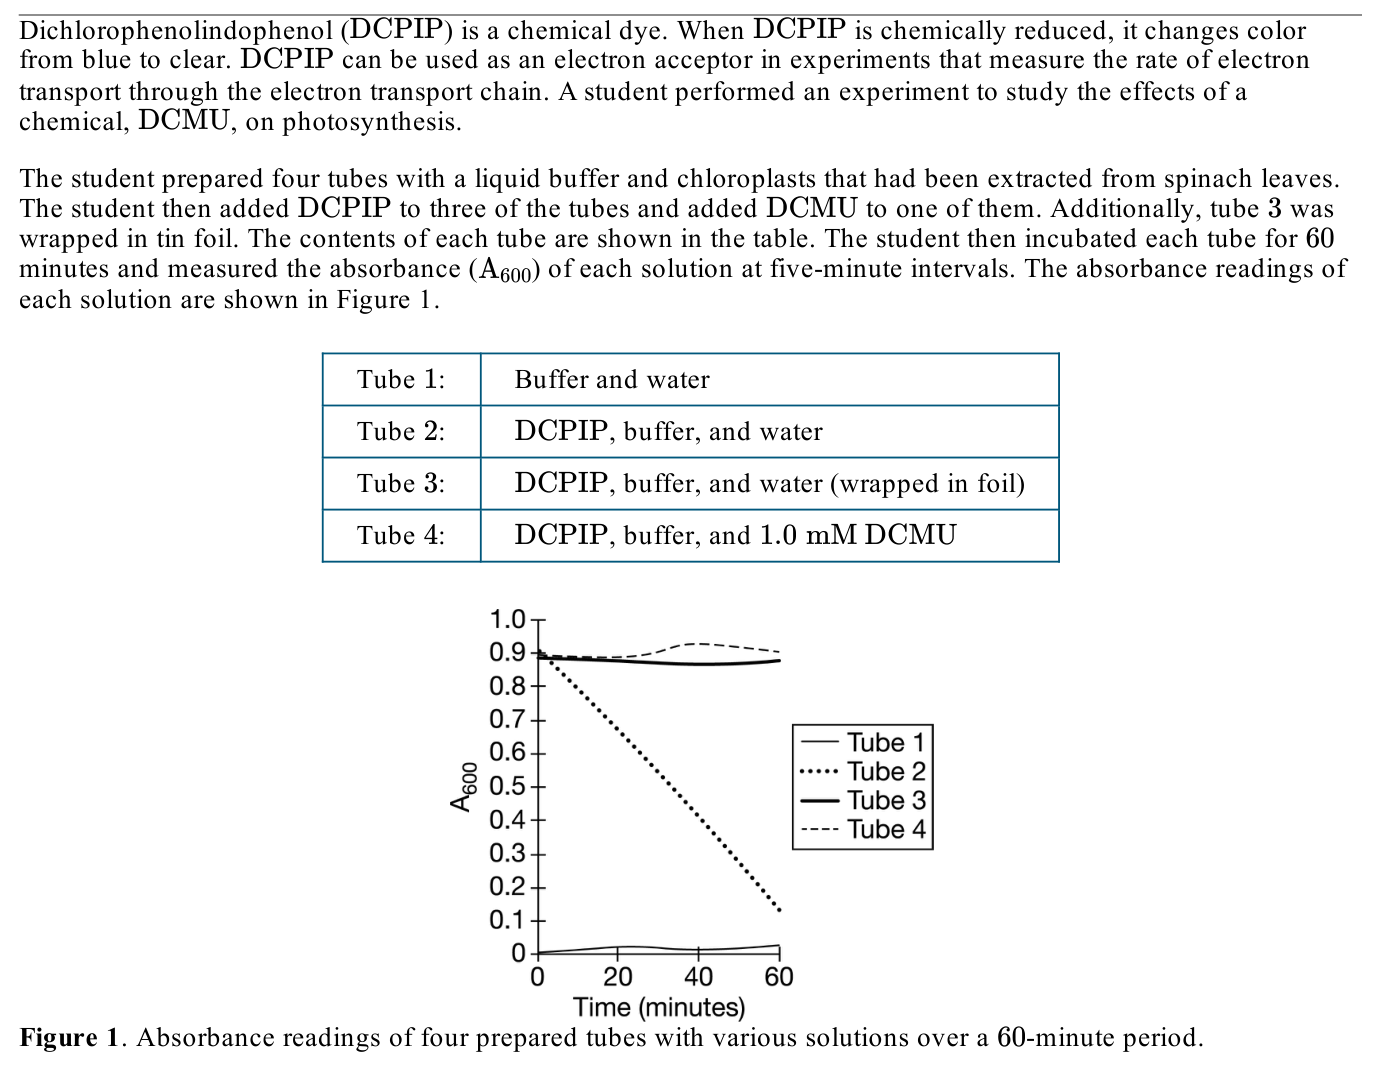 Dichlorophenolindophenol (DCPIP) is a chemical dye. When DCPIP is chemically reduced, it changes color
from blue to clear. DCPIP can be used as an electron acceptor in experiments that measure the rate of electron
transport through the electron transport chain. A student performed an experiment to study the effects of a
chemical, DCMU, on photosynthesis.
The student prepared four tubes with a liquid buffer and chloroplasts that had been extracted from spinach leaves.
The student then added DCPIP to three of the tubes and added DCMU to one of them. Additionally, tube 3 was
wrapped in tin foil. The contents of each tube are shown in the table. The student then incubated each tube for 60
minutes and measured the absorbance (A600) of each solution at five-minute intervals. The absorbance readings of
each solution are shown in Figure 1.
Tube 1: Buffer and water
Tube 2: DCPIP, buffer, and water
Tube 3: DCPIP, buffer, and water (wrapped in foil)
Tube 4: DCPIP, buffer, and 1.0 mM DCMU
1.0
0.9
0.8
0.7
0.6
0.5
0.4
0.3
0.2
0.1
0
A600
0 20 40 60
Time (minutes)
Tube 1
Tube 2
Tube 3
Tube 4
Figure 1. Absorbance readings of four prepared tubes with various solutions over a 60-minute period.